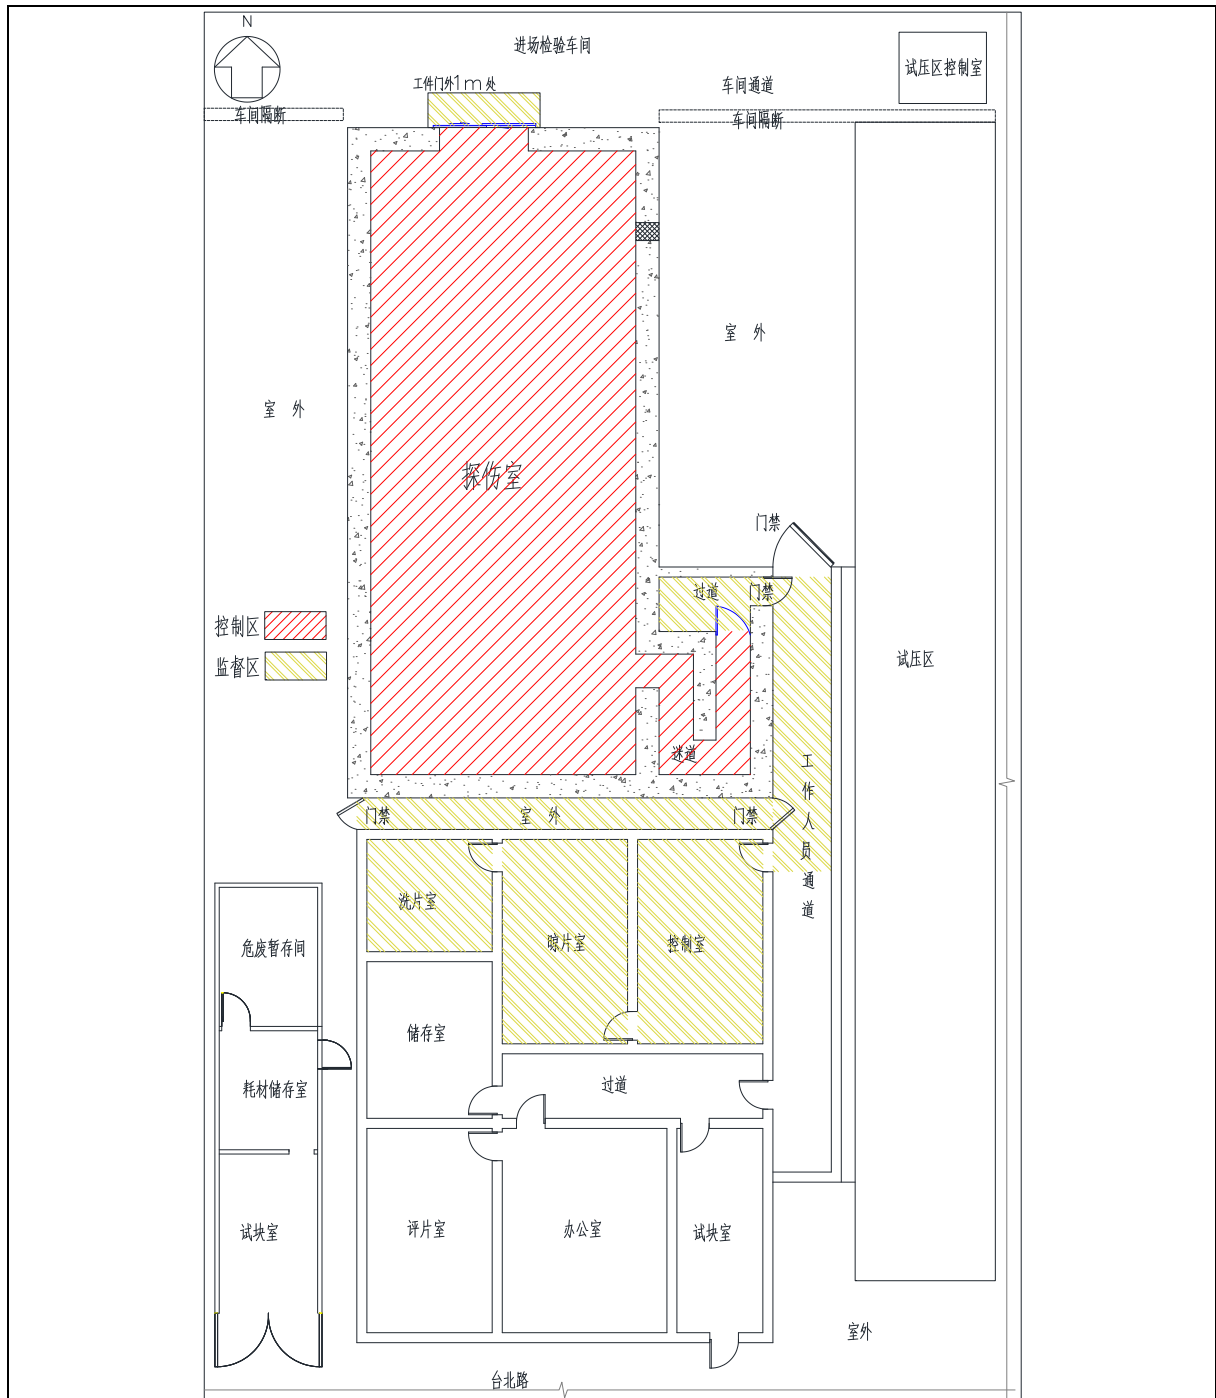 N
进场检验车间
试压区控制室
工件门外1m处
车间通道
车间隔断
车间隔断
室 外
室 外
探伤室
门禁
过道
门禁
控制区
监督区
试压区
迷道
工作人员通道
门禁
室 外
门禁
洗片室
晾片室
控制室
危废暂存间
储存室
耗材储存室
过道
试块室
评片室
办公室
试块室
室外
台北路